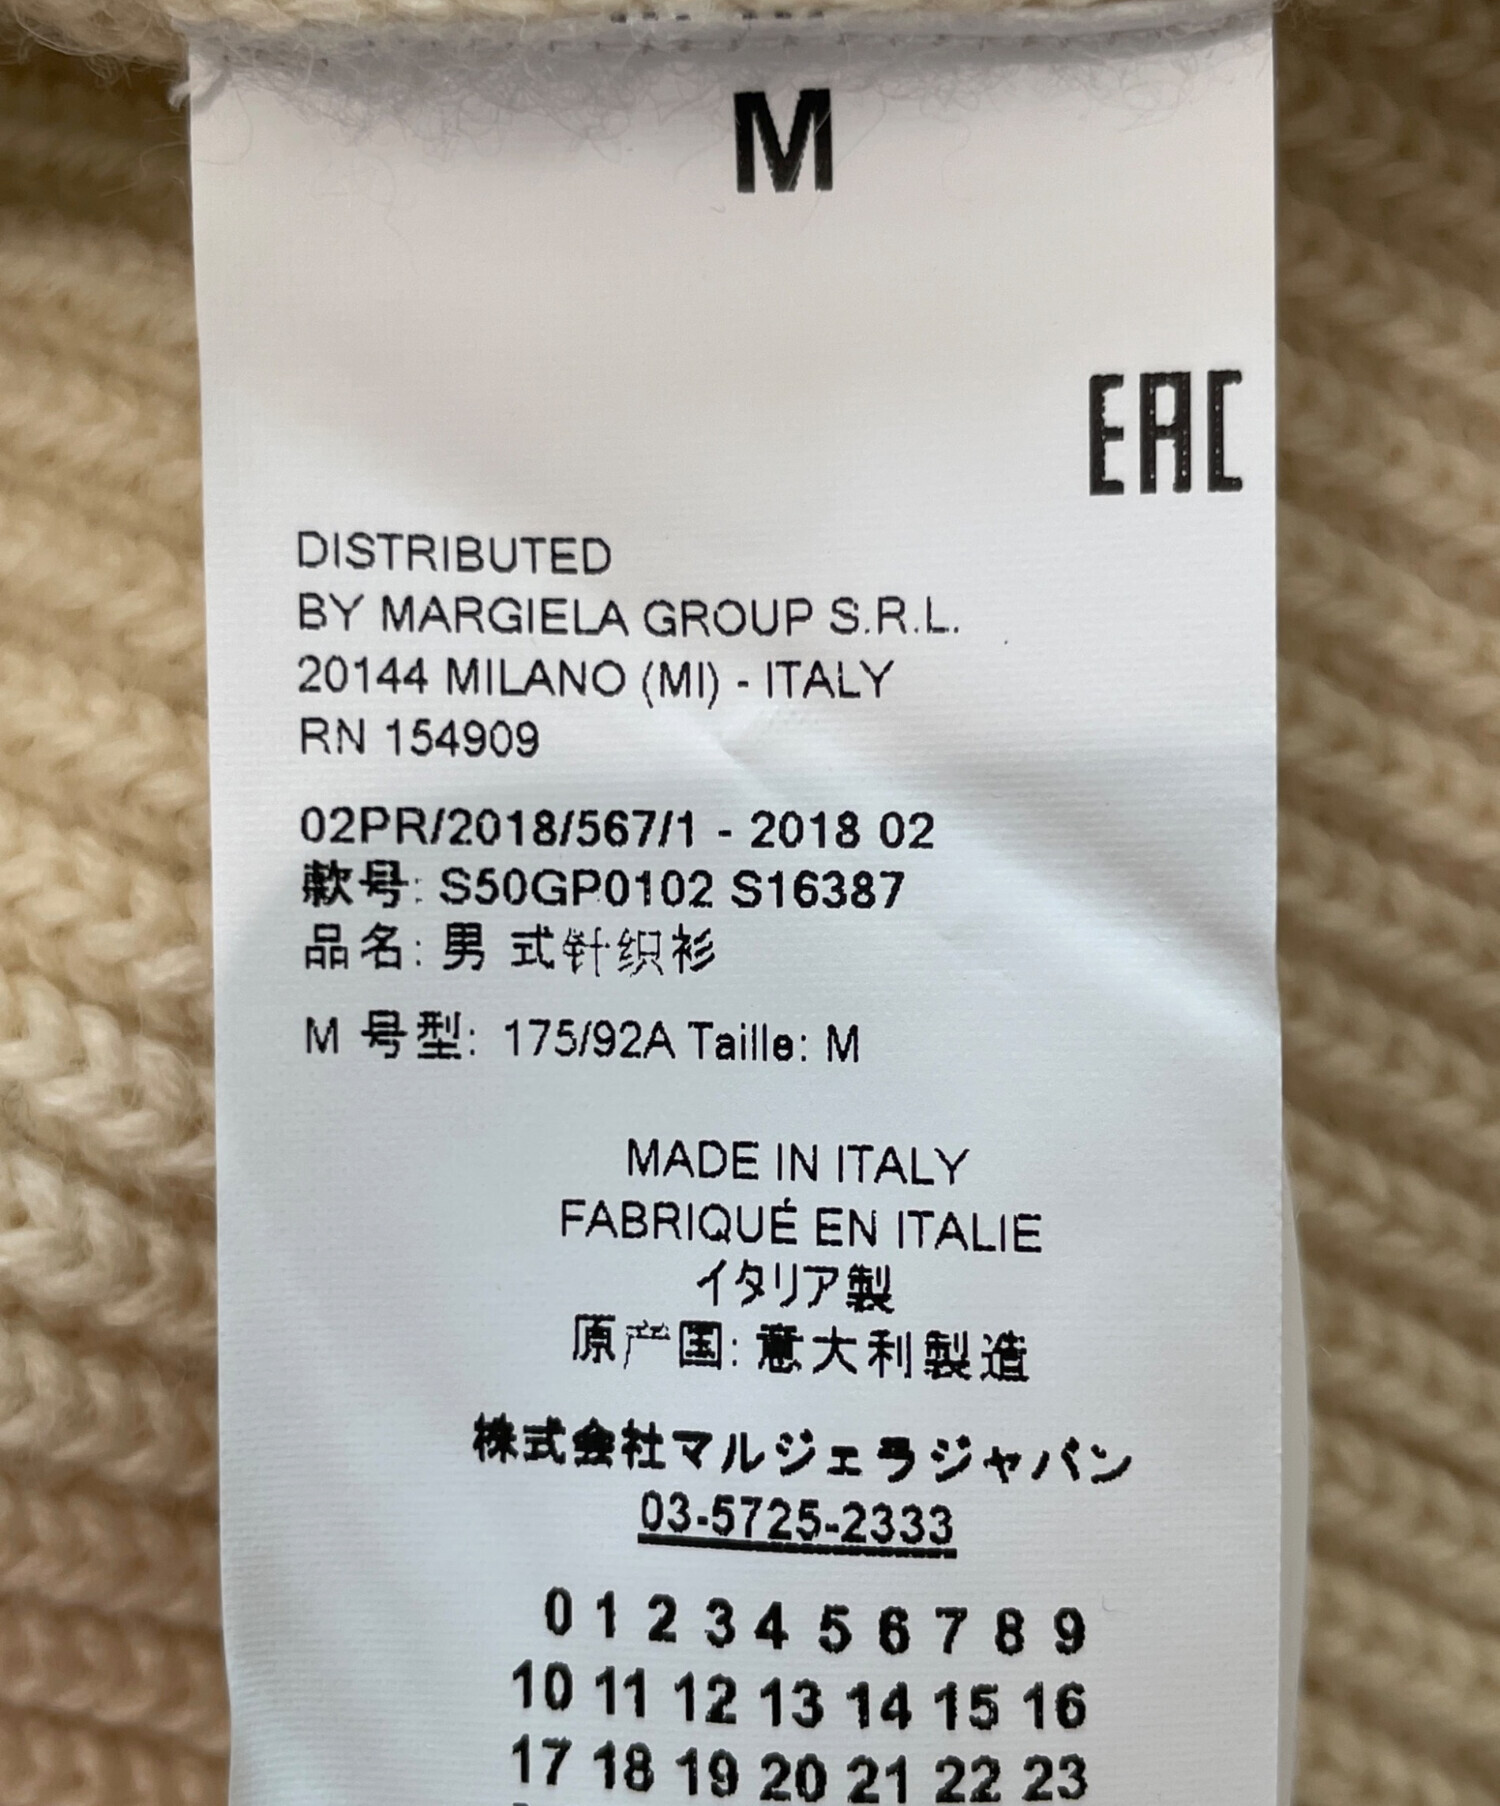 M
EAC
DISTRIBUTED
BY MARGIELA GROUP S.R.L.
20144 MILANO (MI) - ITALY
RN 154909
02PR/2018/567/1 - 2018 02
款号: S50GP0102 S16387
品名: 男 式针织衫
M 号型: 175/92A Taille: M
MADE IN ITALY
FABRIQUÉ EN ITALIE
イタリア製
原产国: 意大利製造
株式会社マルジェラジャパン
03-5725-2333
0 1 2 3 4 5 6 7 8 9
10 11 12 13 14 15 16
17 18 19 20 21 22 23